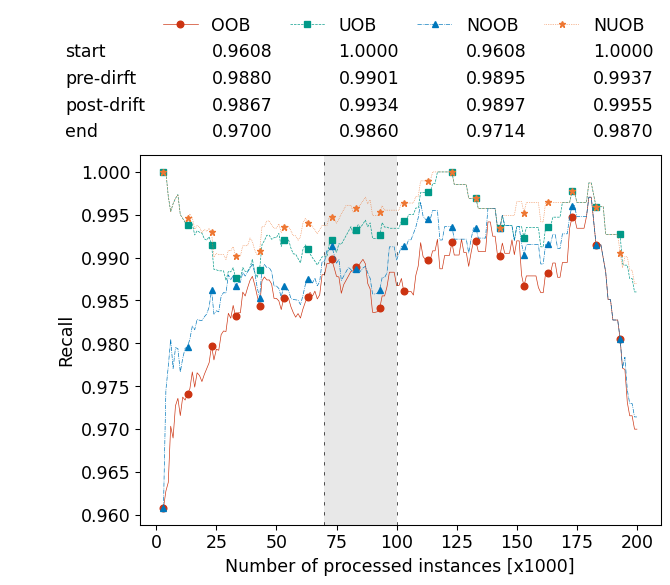 OOB UOB NOOB NUOB
start 0.9608 1.0000 0.9608 1.0000
pre-dirft 0.9880 0.9901 0.9895 0.9937
post-drift 0.9867 0.9934 0.9897 0.9955
end 0.9700 0.9860 0.9714 0.9870
1.000
0.995
0.990
0.985
0.980
0.975
0.970
0.965
0.960
Recall
0 25 50 75 100 125 150 175 200
Number of processed instances [x1000]